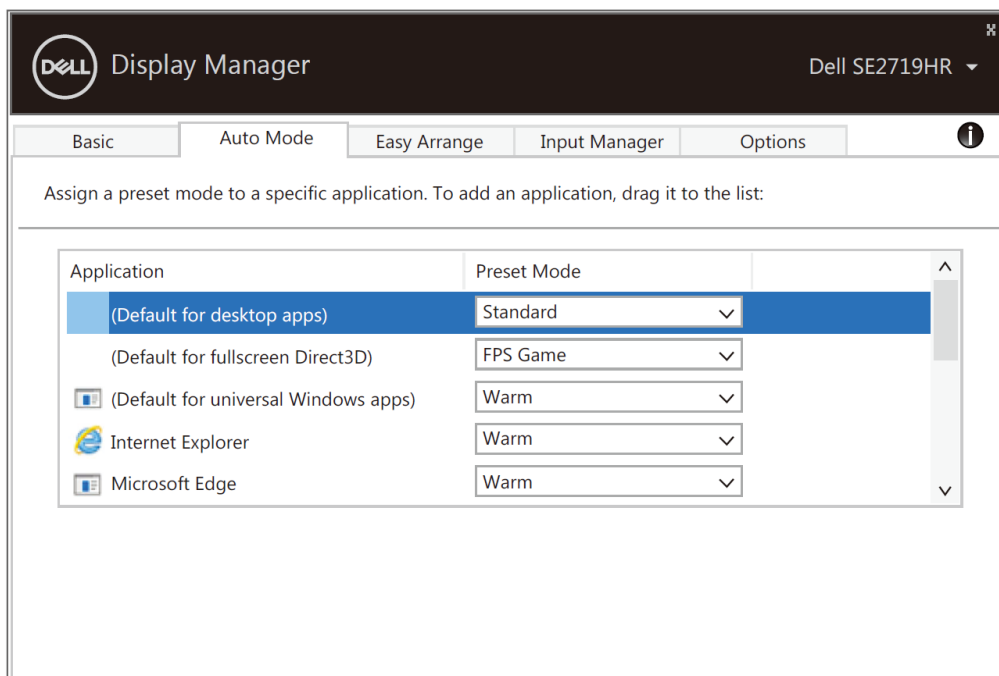 DELL Display Manager Dell SE2719HR
Basic Auto Mode Easy Arrange Input Manager Options
Assign a preset mode to a specific application. To add an application, drag it to the list:
Application Preset Mode
(Default for desktop apps) Standard
(Default for fullscreen Direct3D) FPS Game
(Default for universal Windows apps) Warm
Internet Explorer Warm
Microsoft Edge Warm